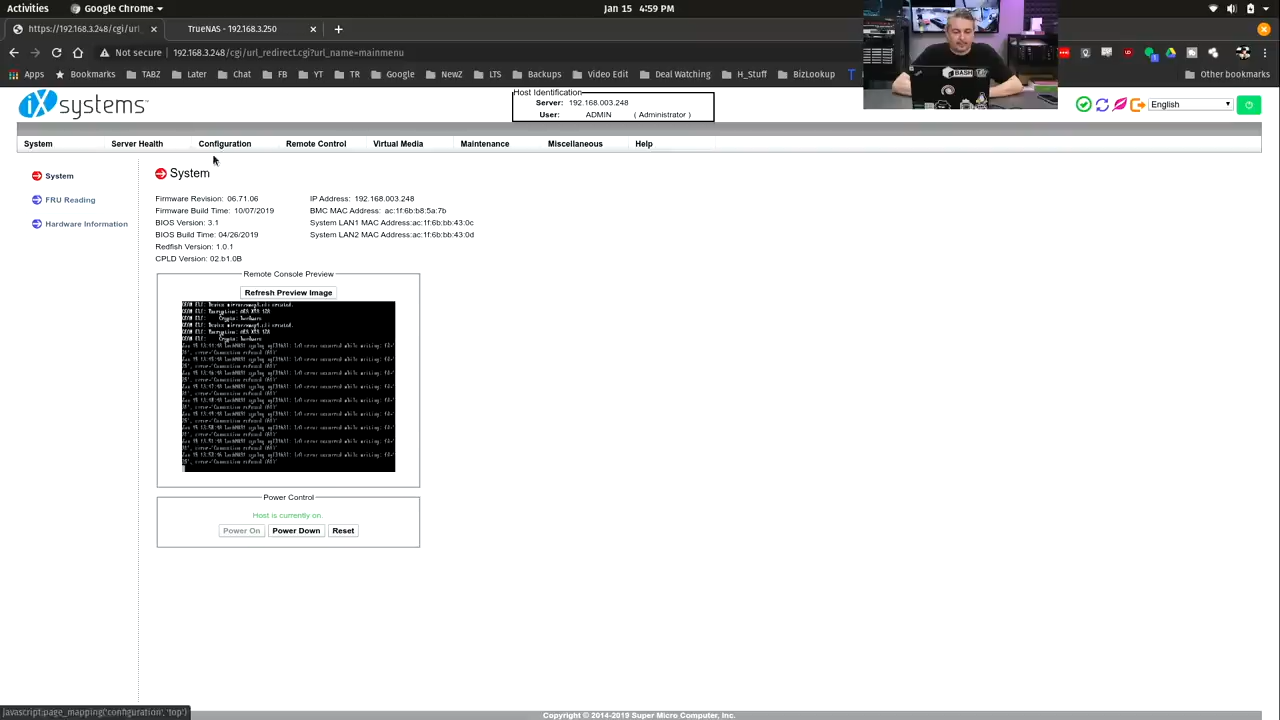 Activities
Google Chrome
Jan 15 4:59 PM
https://192.168.3.248/cgi/url
TrueNAS - 192.168.3.250
Not secure 192.168.3.248/cgi/url_redirect.cgi?url_name=mainmenu
Apps Bookmarks TABZ Later Chat FB YT TR Google LTS Backups Video Edit Deal Watching H_Stuff BizLookup Other bookmarks
BASH
iXsystems
Host Identification
Server: 192.168.003.248
User: ADMIN ( Administrator )
English
System Server Health Configuration Remote Control Virtual Media Maintenance Miscellaneous Help
System
FRU Reading
Hardware Information
System
Firmware Revision: 06.71.06
Firmware Build Time: 10/07/2019
BIOS Version: 3.1
BIOS Build Time: 04/26/2019
Redfish Version: 1.0.1
CPLD Version: 02.b1.0B
IP Address: 192.168.003.248
BMC MAC Address: ac:1f:6b:b8:5a:7b
System LAN1 MAC Address:ac:1f:6b:bb:43:0c
System LAN2 MAC Address:ac:1f:6b:bb:43:0d
Remote Console Preview
Refresh Preview Image
Power Control
Host is currently on
Power On Power Down Reset
javascript:page_mapping('configuration', 'top')
Copyright © 2014-2019 Super Micro Computer, Inc.